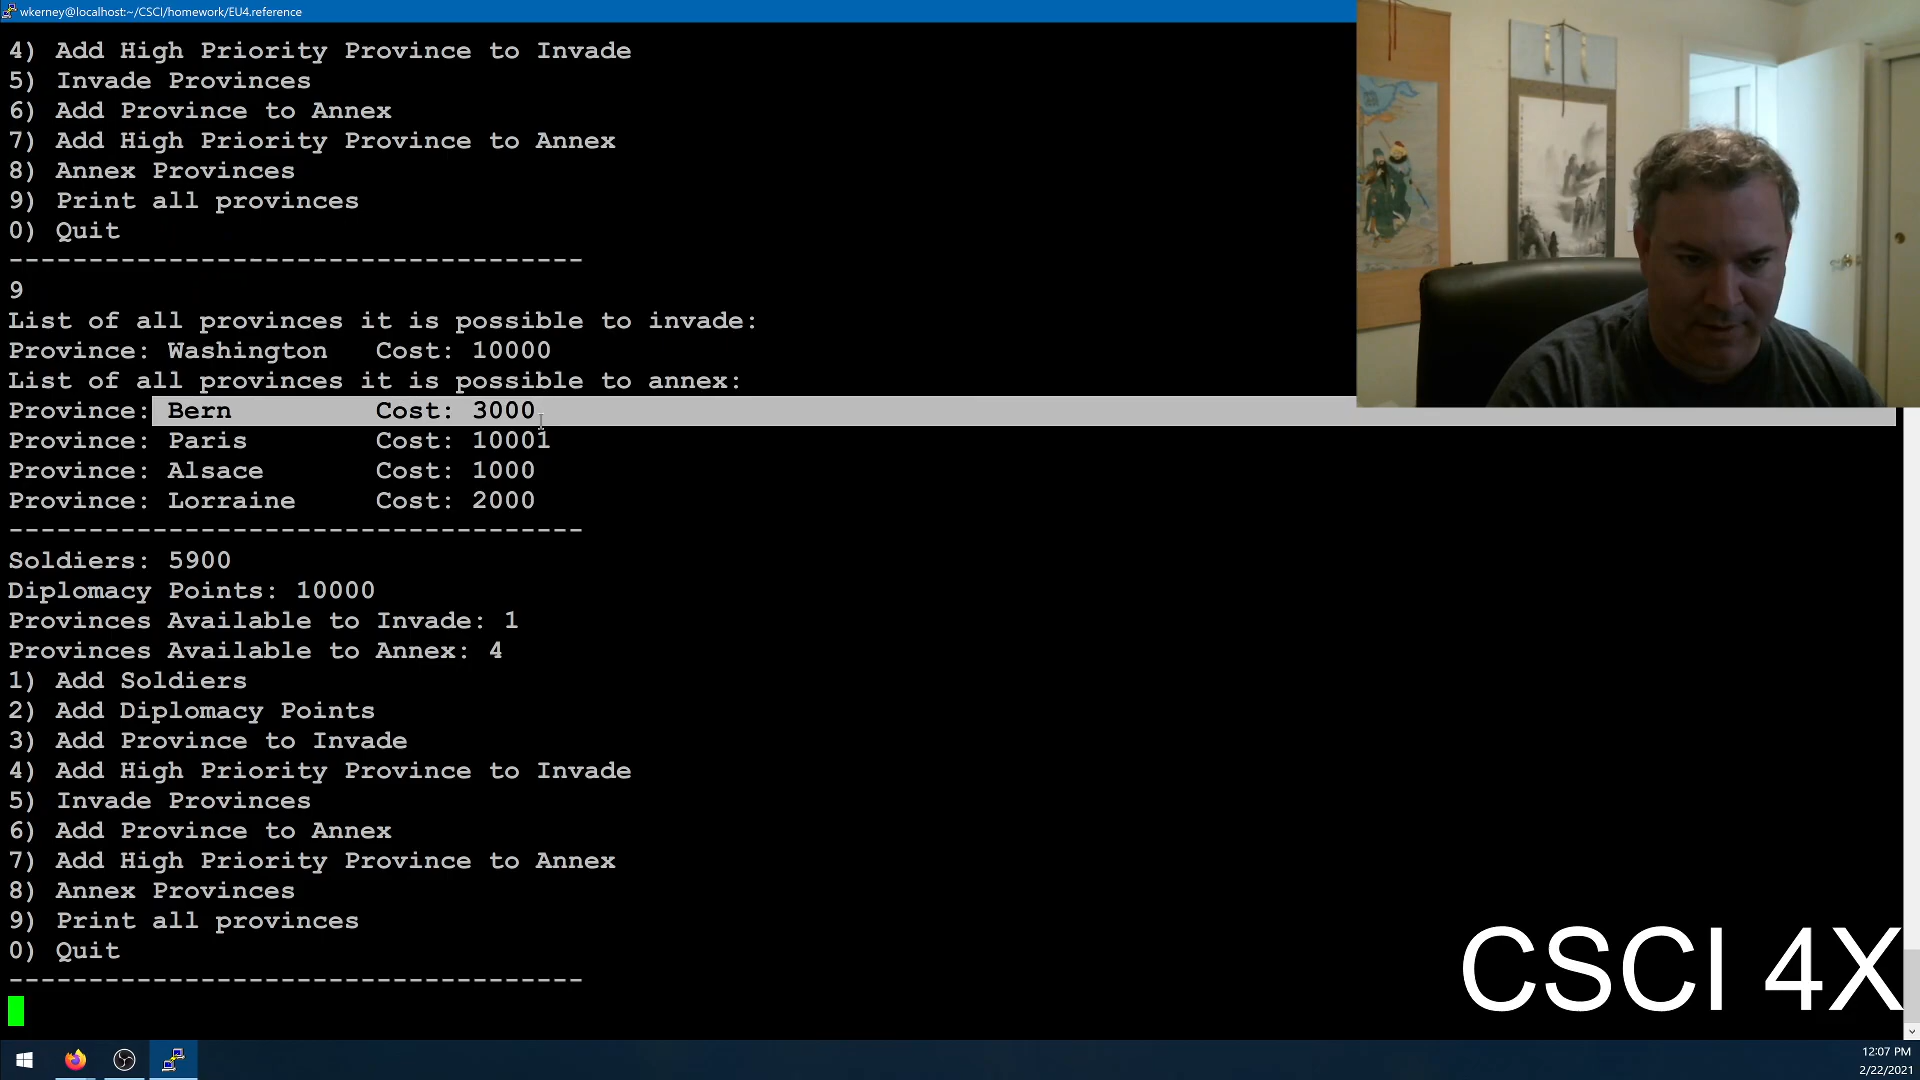 wkerney@localhost:~/CSCI/homework/EU4.reference
4) Add High Priority Province to Invade
5) Invade Provinces
6) Add Province to Annex
7) Add High Priority Province to Annex
8) Annex Provinces
9) Print all provinces
0) Quit
------------------------------------
9
List of all provinces it is possible to invade:
Province: Washington   Cost: 10000
List of all provinces it is possible to annex:
Province: Bern         Cost: 3000
Province: Paris        Cost: 10001
Province: Alsace       Cost: 1000
Province: Lorraine     Cost: 2000
------------------------------------
Soldiers: 5900
Diplomacy Points: 10000
Provinces Available to Invade: 1
Provinces Available to Annex: 4
1) Add Soldiers
2) Add Diplomacy Points
3) Add Province to Invade
4) Add High Priority Province to Invade
5) Invade Provinces
6) Add Province to Annex
7) Add High Priority Province to Annex
8) Annex Provinces
9) Print all provinces
0) Quit
------------------------------------
CSCI 4X
12:07 PM
2/22/2021